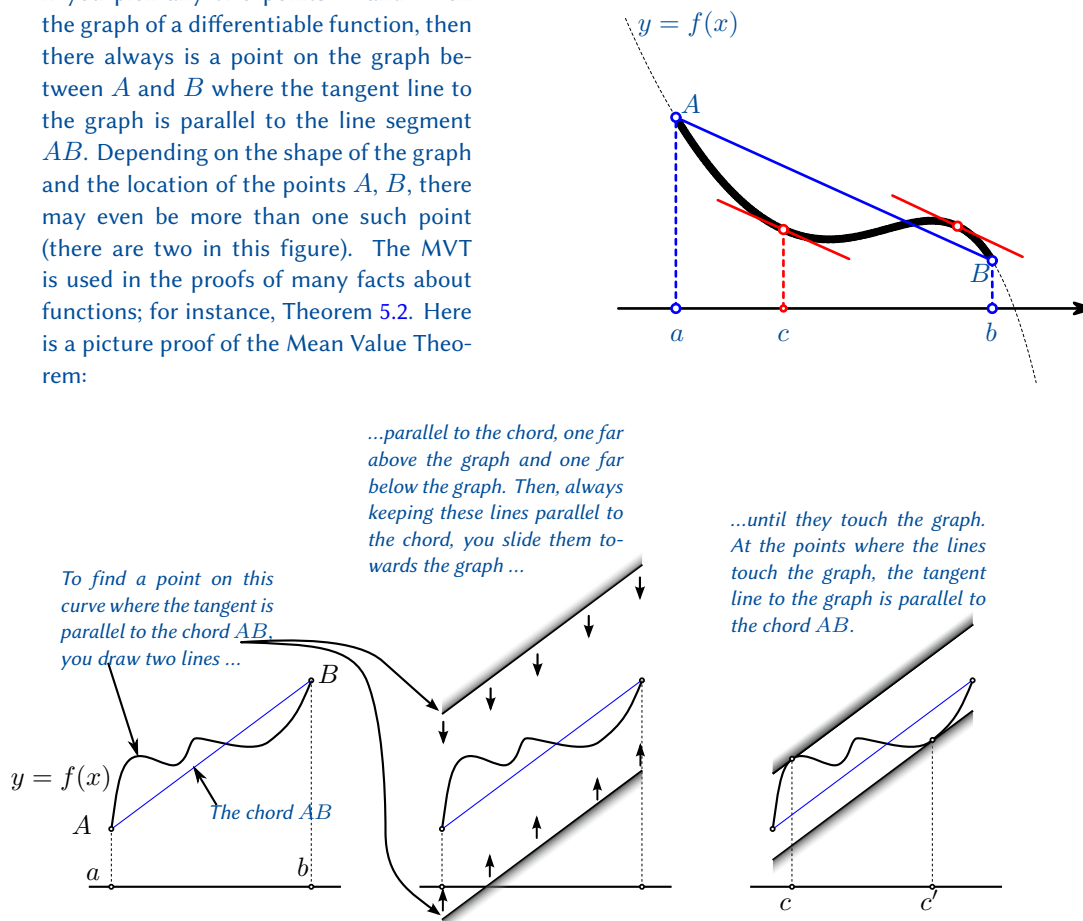 the graph of a differentiable function, then
there always is a point on the graph be-
tween A and B where the tangent line to
the graph is parallel to the line segment
AB. Depending on the shape of the graph
and the location of the points A, B, there
may even be more than one such point
(there are two in this figure). The MVT
is used in the proofs of many facts about
functions; for instance, Theorem 5.2. Here
is a picture proof of the Mean Value Theo-
rem:
y = f(x)
A
B
a
c
b
To find a point on this
curve where the tangent is
parallel to the chord AB,
you draw two lines ...
...parallel to the chord, one far
above the graph and one far
below the graph. Then, always
keeping these lines parallel to
the chord, you slide them to-
wards the graph ...
...until they touch the graph.
At the points where the lines
touch the graph, the tangent
line to the graph is parallel to
the chord AB.
B
y = f(x)
The chord AB
A
a
b
c
c′